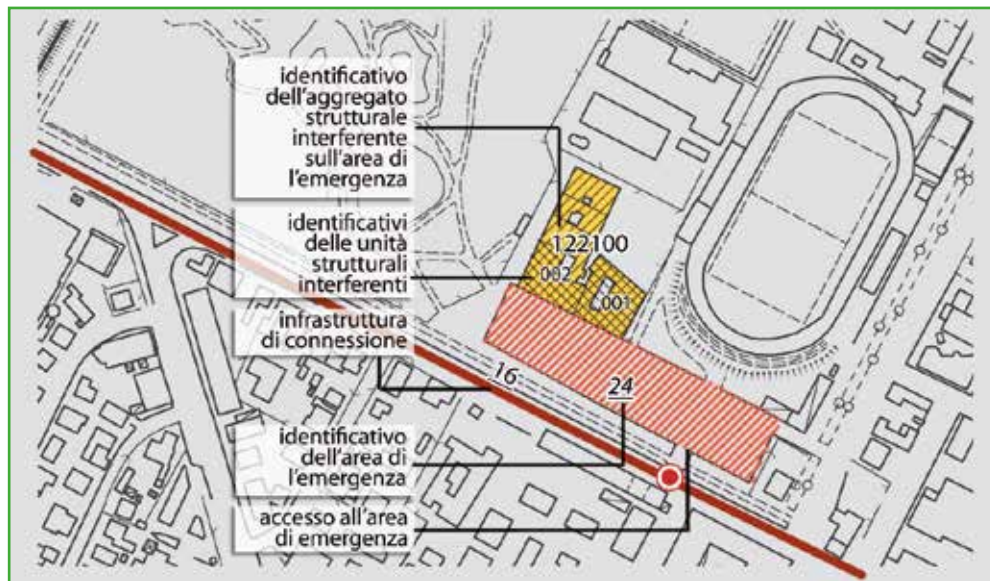 identificativo
dell'aggregato
strutturale
interferente
sull'area di
l'emergenza
identificativi
delle unità
strutturali
interferenti
infrastruttura
di connessione
identificativo
dell'area di
l'emergenza
accesso all'area
di emergenza
122100
002
001
16
24